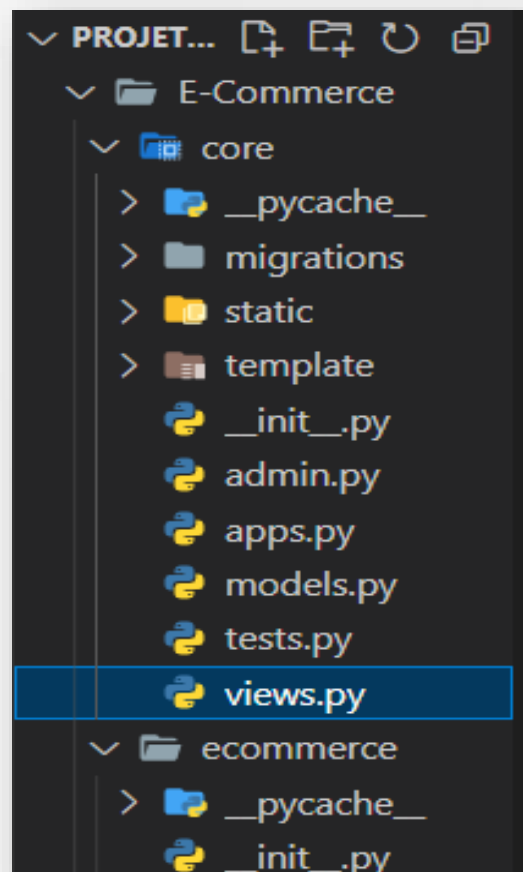 PROJET...
E-Commerce
core
__pycache__
migrations
static
template
__init__.py
admin.py
apps.py
models.py
tests.py
views.py
ecommerce
__pycache__
__init__.py